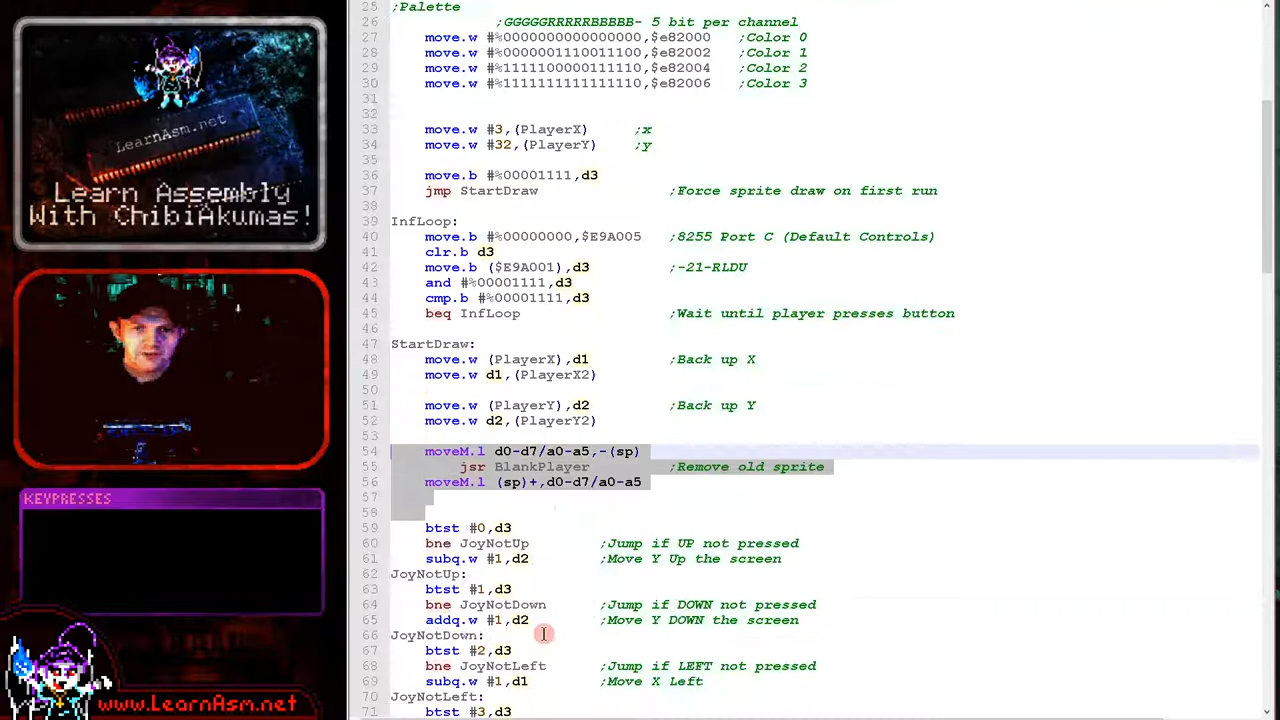 LearnAsm.net
Learn Assembly
With ChibiAkumas!
KEYPRESSES
www.LearnAsm.net
25 ;Palette
26 ;GGGGGRRRRRBBBBB- 5 bit per channel
27 move.w #%0000000000000000,$e82000 ;Color 0
28 move.w #%0000001110011100,$e82002 ;Color 1
29 move.w #%1111100000111110,$e82004 ;Color 2
30 move.w #%1111111111111110,$e82006 ;Color 3
31
32
33 move.w #3,(PlayerX) ;x
34 move.w #32,(PlayerY) ;y
35
36 move.b #%00001111,d3
37 jmp StartDraw ;Force sprite draw on first run
38
39 InfLoop:
40 move.b #%00000000,$E9A005 ;8255 Port C (Default Controls)
41 clr.b d3
42 move.b ($E9A001),d3 ;-21-RLDU
43 and #%00001111,d3
44 cmp.b #%00001111,d3
45 beq InfLoop ;Wait until player presses button
46
47 StartDraw:
48 move.w (PlayerX),d1 ;Back up X
49 move.w d1,(PlayerX2)
50
51 move.w (PlayerY),d2 ;Back up Y
52 move.w d2,(PlayerY2)
53
54 moveM.l d0-d7/a0-a5,-(sp)
55 jsr BlankPlayer ;Remove old sprite
56 moveM.l (sp)+,d0-d7/a0-a5
57
58
59 btst #0,d3
60 bne JoyNotUp ;Jump if UP not pressed
61 subq.w #1,d2 ;Move Y Up the screen
62 JoyNotUp:
63 btst #1,d3
64 bne JoyNotDown ;Jump if DOWN not pressed
65 addq.w #1,d2 ;Move Y DOWN the screen
66 JoyNotDown:
67 btst #2,d3
68 bne JoyNotLeft ;Jump if LEFT not pressed
69 subq.w #1,d1 ;Move X Left
70 JoyNotLeft:
71 btst #3,d3